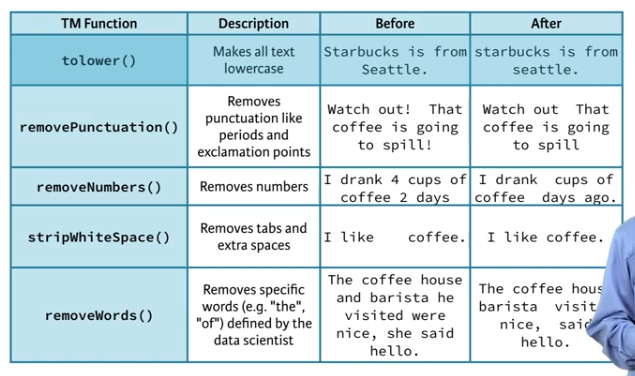 TM Function Description Before After
tolower() Makes all text lowercase Starbucks is from Seattle. starbucks is from seattle.
removePunctuation() Removes punctuation like periods and exclamation points Watch out! That coffee is going to spill! Watch out That coffee is going to spill
removeNumbers() Removes numbers I drank 4 cups of coffee 2 days I drank cups of coffee days ago.
stripWhiteSpace() Removes tabs and extra spaces I like coffee. I like coffee.
removeWords() Removes specific words (e.g. "the", "of") defined by the data scientist The coffee house and barista he visited were nice, she said hello. The coffee barista nice, hello.